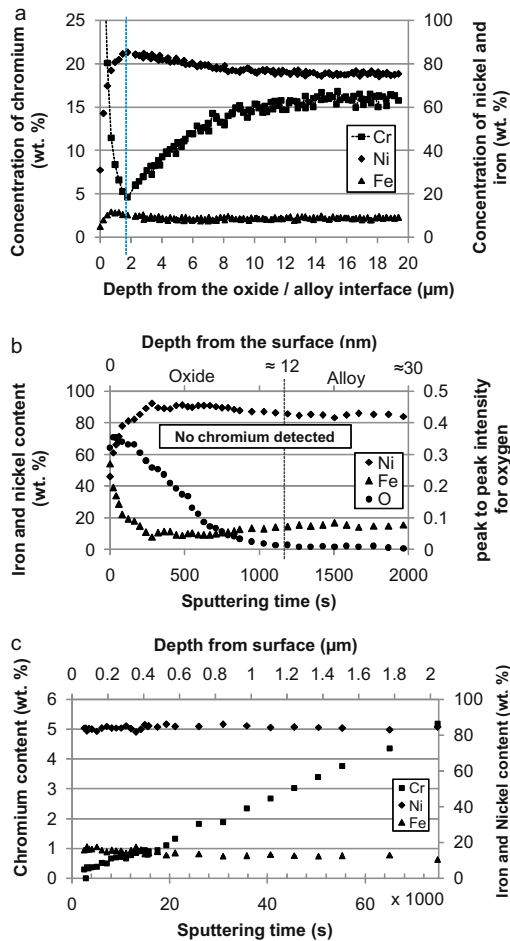 a
Concentration of chromium
(wt. %)
25
20
15
10
5
0
100
80
60
40
20
0
Concentration of nickel and
iron (wt. %)
Cr
Ni
Fe
0 2 4 6 8 10 12 14 16 18 20
Depth from the oxide / alloy interface (µm)
b
Depth from the surface (nm)
0 ≈ 12 ≈30
Oxide Alloy
No chromium detected
Iron and nickel content
(wt. %)
100
80
60
40
20
0
0.5
0.4
0.3
0.2
0.1
0
peak to peak intensity
for oxygen
Ni
Fe
O
0 500 1000 1500 2000
Sputtering time (s)
c
Depth from surface (µm)
0 0.2 0.4 0.6 0.8 1 1.2 1.4 1.6 1.8 2
Chromium content (wt. %)
6
5
4
3
2
1
0
100
80
60
40
20
0
Iron and Nickel content (wt. %)
Cr
Ni
Fe
0 20 40 60 x 1000
Sputtering time (s)